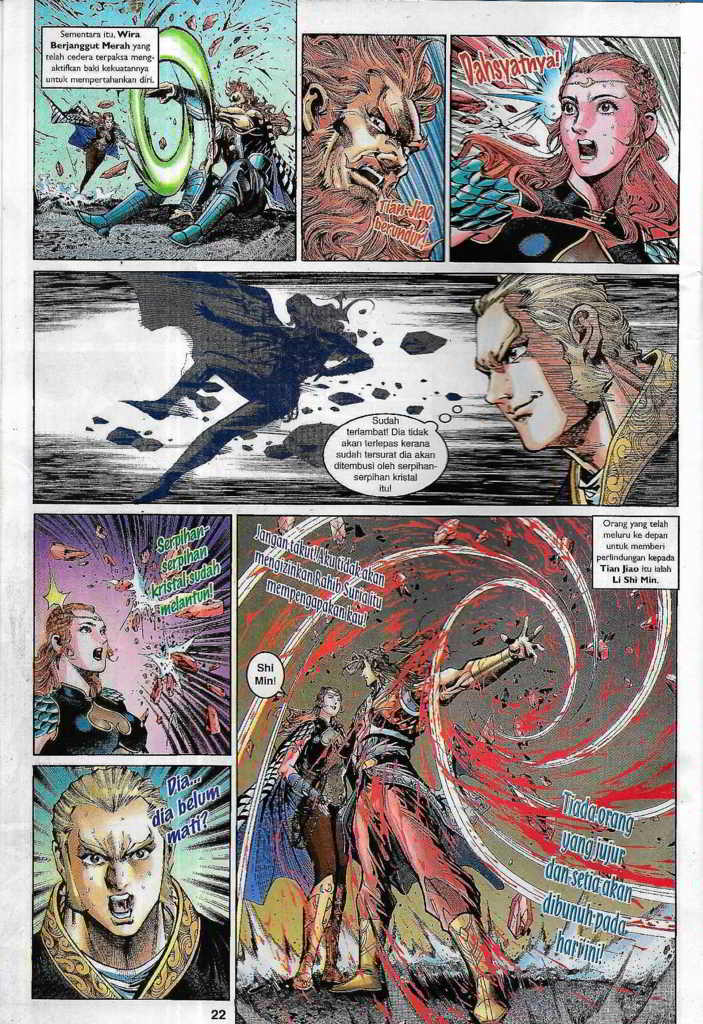 Sementara itu, Wira
Berjanggut Merah yang
telah cedera terpaksa meng-
aktifkan baki kekuatannya
untuk mempertahankan diri.
Tian Jiao,
berundur!
Dahsyatnya!
Sudah
terlambat! Dia tidak
akan terlepas kerana
sudah tersurat dia akan
ditembusi oleh serpihan-
serpihan kristal
itu!
Serpihan-
serpihan
kristal sudah
melantun!
Dia...
dia belum
mati?
Jangan takut! Aku tidak akan
mengizinkan Rahib Suria itu
mempengapakan kau!
Orang yang telah
meluru ke depan
untuk memberi
perlindungan kepada
Tian Jiao itu ialah
Li Shi Min.
Shi
Min!
Tiada orang
yang jujur
dan setia akan
dibunuh pada
hari ini!
22